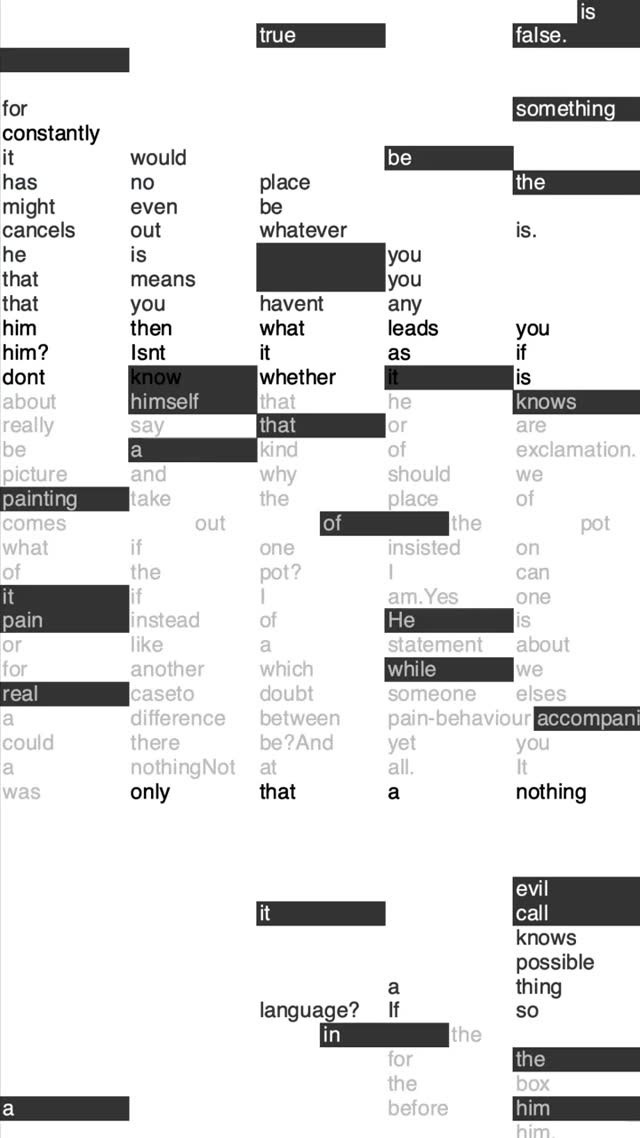 is
true false.
for something
constantly
it would be
has no place the
might even be
cancels out whatever is.
he is you
that means you
that you havent any
him then what leads you
him? Isnt it as if
dont know whether it is
about himself that he knows
really say that or are
be a kind of exclamation.
picture and why should we
painting take the place of
comes out of the pot
what if one insisted on
of the pot? I can
it if I am.Yes one
pain instead of He is
or like a statement about
for another which while we
real caseto doubt someone elses
a difference between pain-behaviour accompani
could there be?And yet you
a nothingNot at all. It
was only that a nothing
evil
it call
knows
possible
a thing
language? If so
in the
for the
the box
a before him
him.